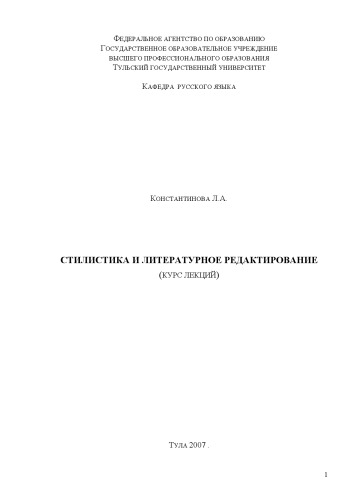 Федеральное агентство по образованию
Государственное образовательное учреждение
высшего профессионального образования
Тульский государственный университет
Кафедра русского языка
Константинова Л.А.
СТИЛИСТИКА И ЛИТЕРАТУРНОЕ РЕДАКТИРОВАНИЕ
(курс лекций)
Тула 2007 .
1